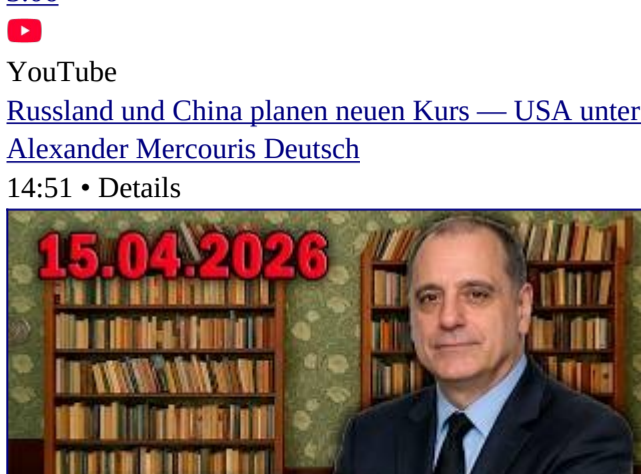 YouTube
Russland und China planen neuen Kurs — USA unter
Alexander Mercouris Deutsch
14:51 • Details
15.04.2026